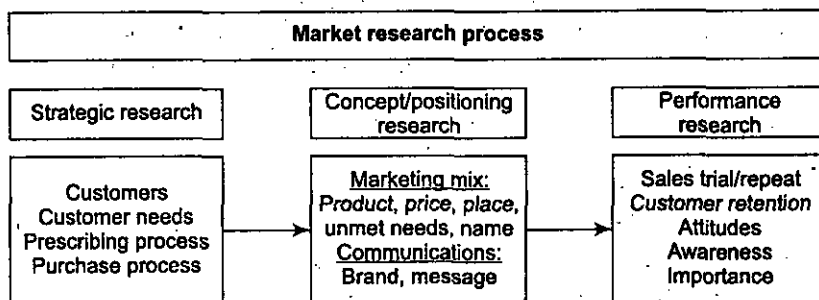 Market research process
Strategic research
Concept/positioning
research
Performance
research
Customers
Customer needs
Prescribing process
Purchase process
Marketing mix:
Product, price, place,
unmet needs, name
Communications:
Brand, message
Sales trial/repeat
Customer retention
Attitudes
Awareness
Importance